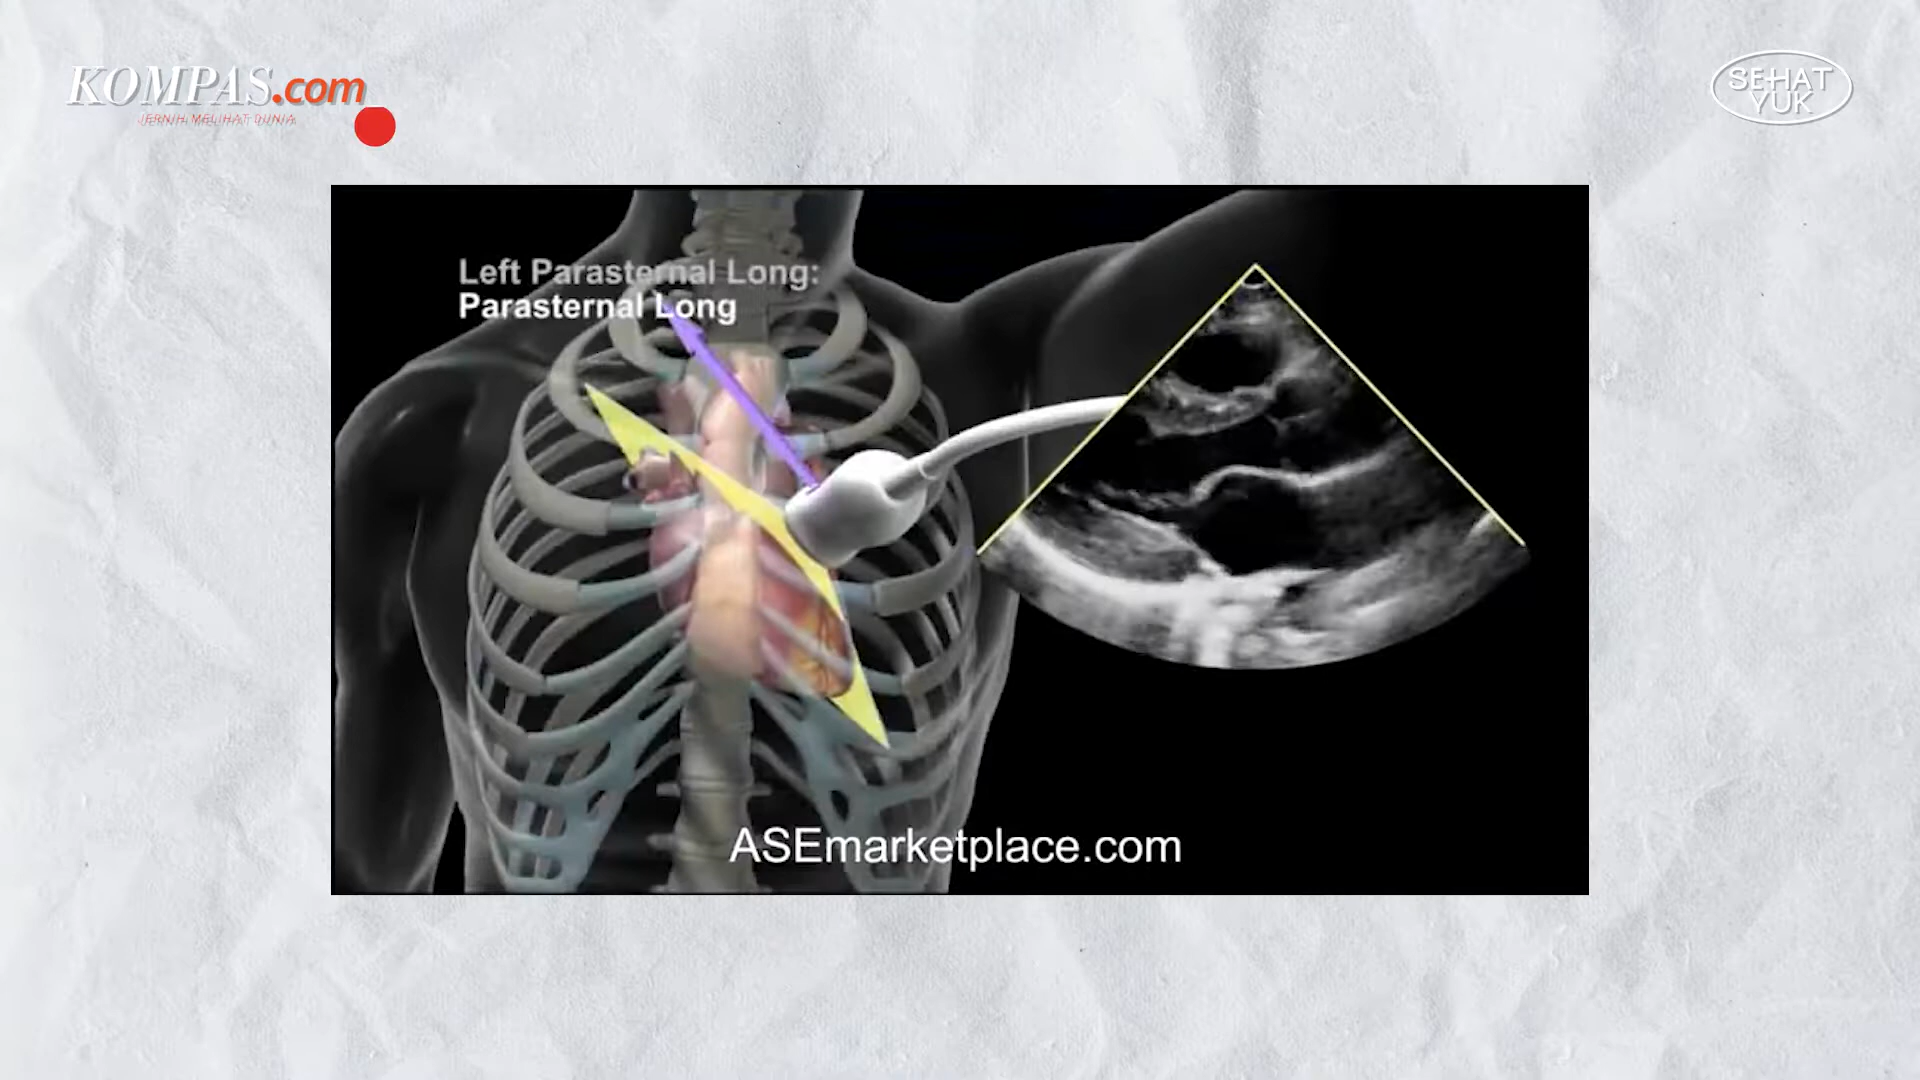 KOMPAS.com
JERNIH MELIHAT DUNIA
SEHAT
YUK
Left Parasternal Long:
Parasternal Long
ASEmarketplace.com